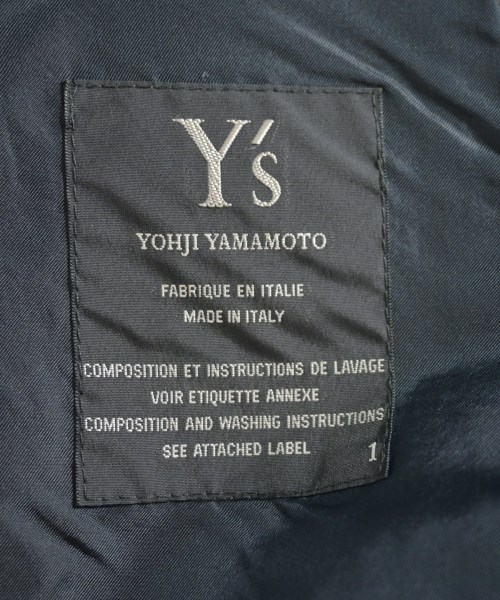 Y's
YOHJI YAMAMOTO
FABRIQUE EN ITALIE
MADE IN ITALY
COMPOSITION ET INSTRUCTIONS DE LAVAGE
VOIR ETIQUETTE ANNEXE
COMPOSITION AND WASHING INSTRUCTIONS
SEE ATTACHED LABEL
1